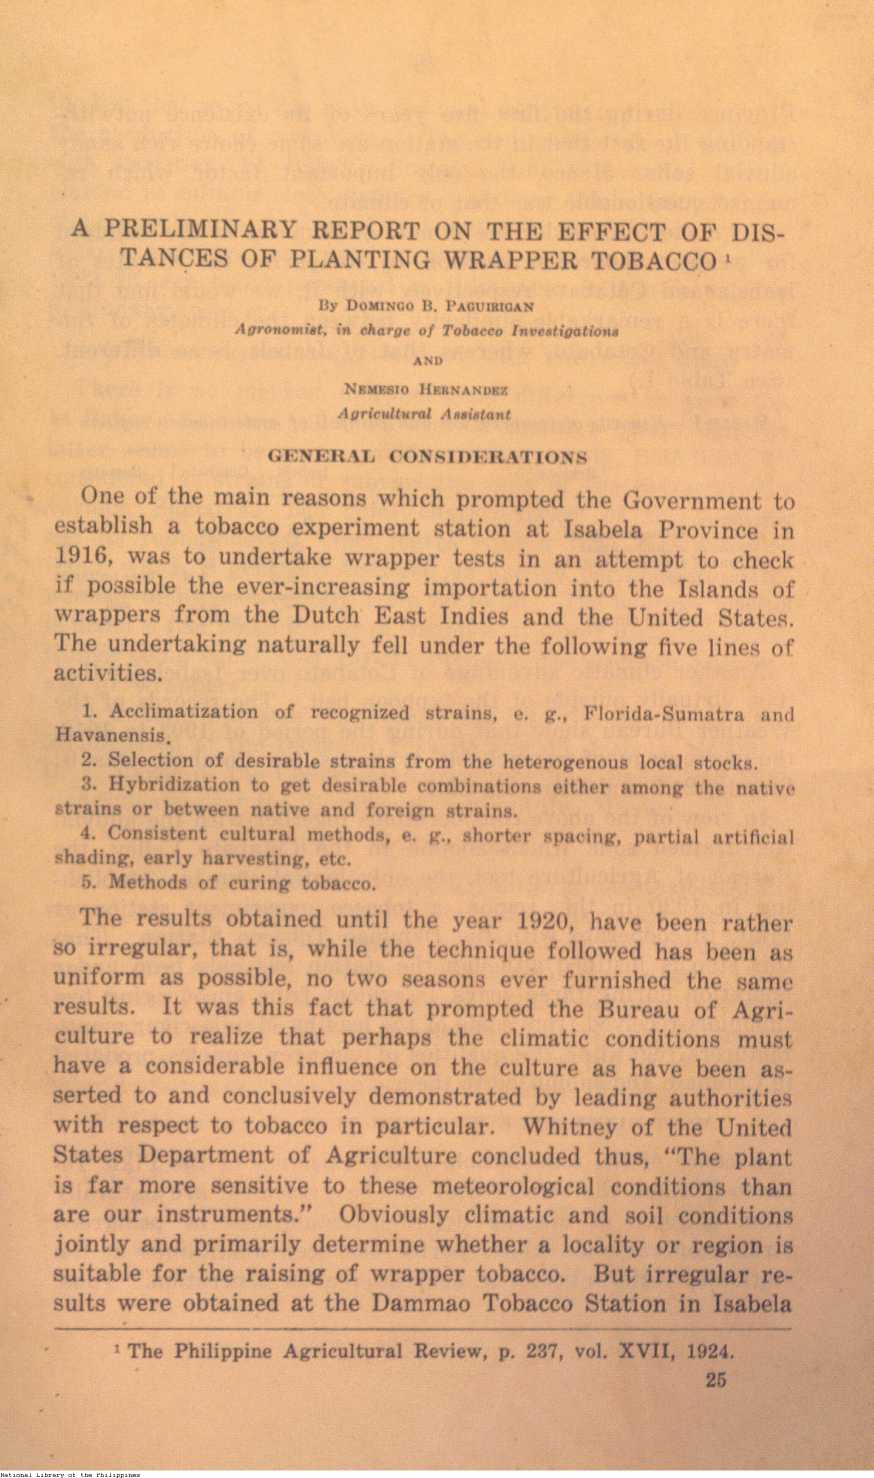 A PRELIMINARY REPORT ON THE EFFECT OF DIS-
TANCES OF PLANTING WRAPPER TOBACCO ¹
By DOMINGO B. PAGUIRIGAN
Agronomist, in charge of Tobacco Investigations
AND
NEMESIO HERNANDEZ
Agricultural Assistant
GENERAL CONSIDERATIONS
One of the main reasons which prompted the Government to
establish a tobacco experiment station at Isabela Province in
1916, was to undertake wrapper tests in an attempt to check
if possible the ever-increasing importation into the Islands of
wrappers from the Dutch East Indies and the United States.
The undertaking naturally fell under the following five lines of
activities.
1. Acclimatization of recognized strains, e. g., Florida-Sumatra and
Havanensis.
2. Selection of desirable strains from the heterogenous local stocks.
3. Hybridization to get desirable combinations either among the native
strains or between native and foreign strains.
4. Consistent cultural methods, e. g., shorter spacing, partial artificial
shading, early harvesting, etc.
5. Methods of curing tobacco.
The results obtained until the year 1920, have been rather
so irregular, that is, while the technique followed has been as
uniform as possible, no two seasons ever furnished the same
results. It was this fact that prompted the Bureau of Agri-
culture to realize that perhaps the climatic conditions must
have a considerable influence on the culture as have been as-
serted to and conclusively demonstrated by leading authorities
with respect to tobacco in particular. Whitney of the United
States Department of Agriculture concluded thus, “The plant
is far more sensitive to these meteorological conditions than
are our instruments.” Obviously climatic and soil conditions
jointly and primarily determine whether a locality or region is
suitable for the raising of wrapper tobacco. But irregular re-
sults were obtained at the Dammao Tobacco Station in Isabela
¹ The Philippine Agricultural Review, p. 237, vol. XVII, 1924.
25
National Library of the Philippines